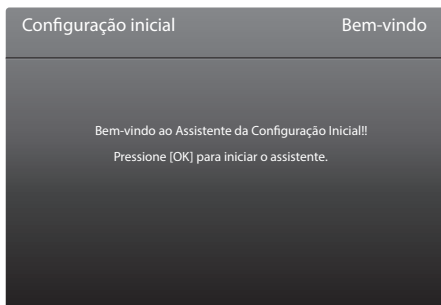 Configuração inicial Bem-vindo
Bem-vindo ao Assistente da Configuração Inicial!!
Pressione [OK] para iniciar o assistente.